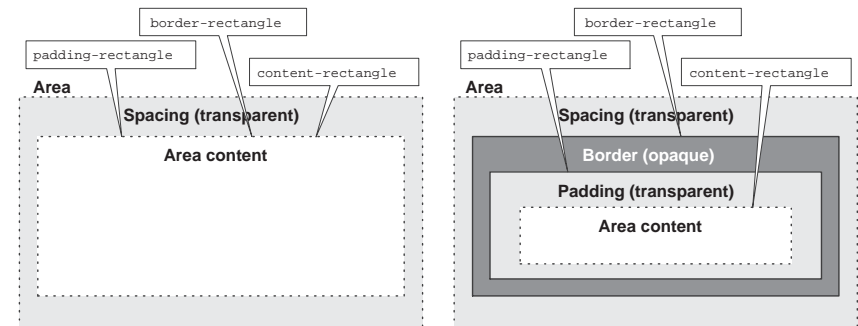 border-rectangle
padding-rectangle
content-rectangle
Area
Spacing (transparent)
Area content
border-rectangle
padding-rectangle
content-rectangle
Area
Spacing (transparent)
Border (opaque)
Padding (transparent)
Area content